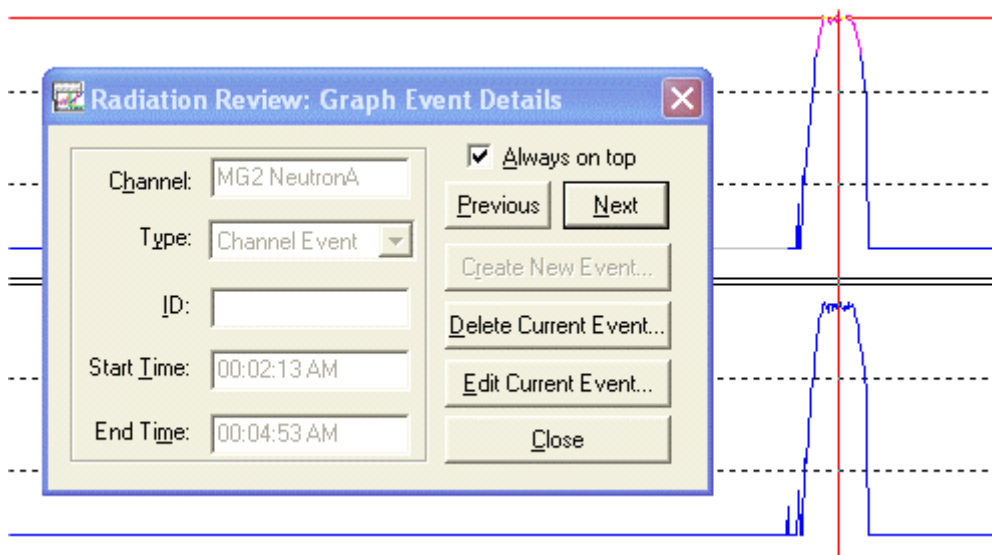 Radiation Review: Graph Event Details
Always on top
Channel: MG2 NeutronA
Previous Next
Type: Channel Event
Create New Event...
ID:
Delete Current Event...
Start Time: 00:02:13 AM
Edit Current Event...
End Time: 00:04:53 AM
Close